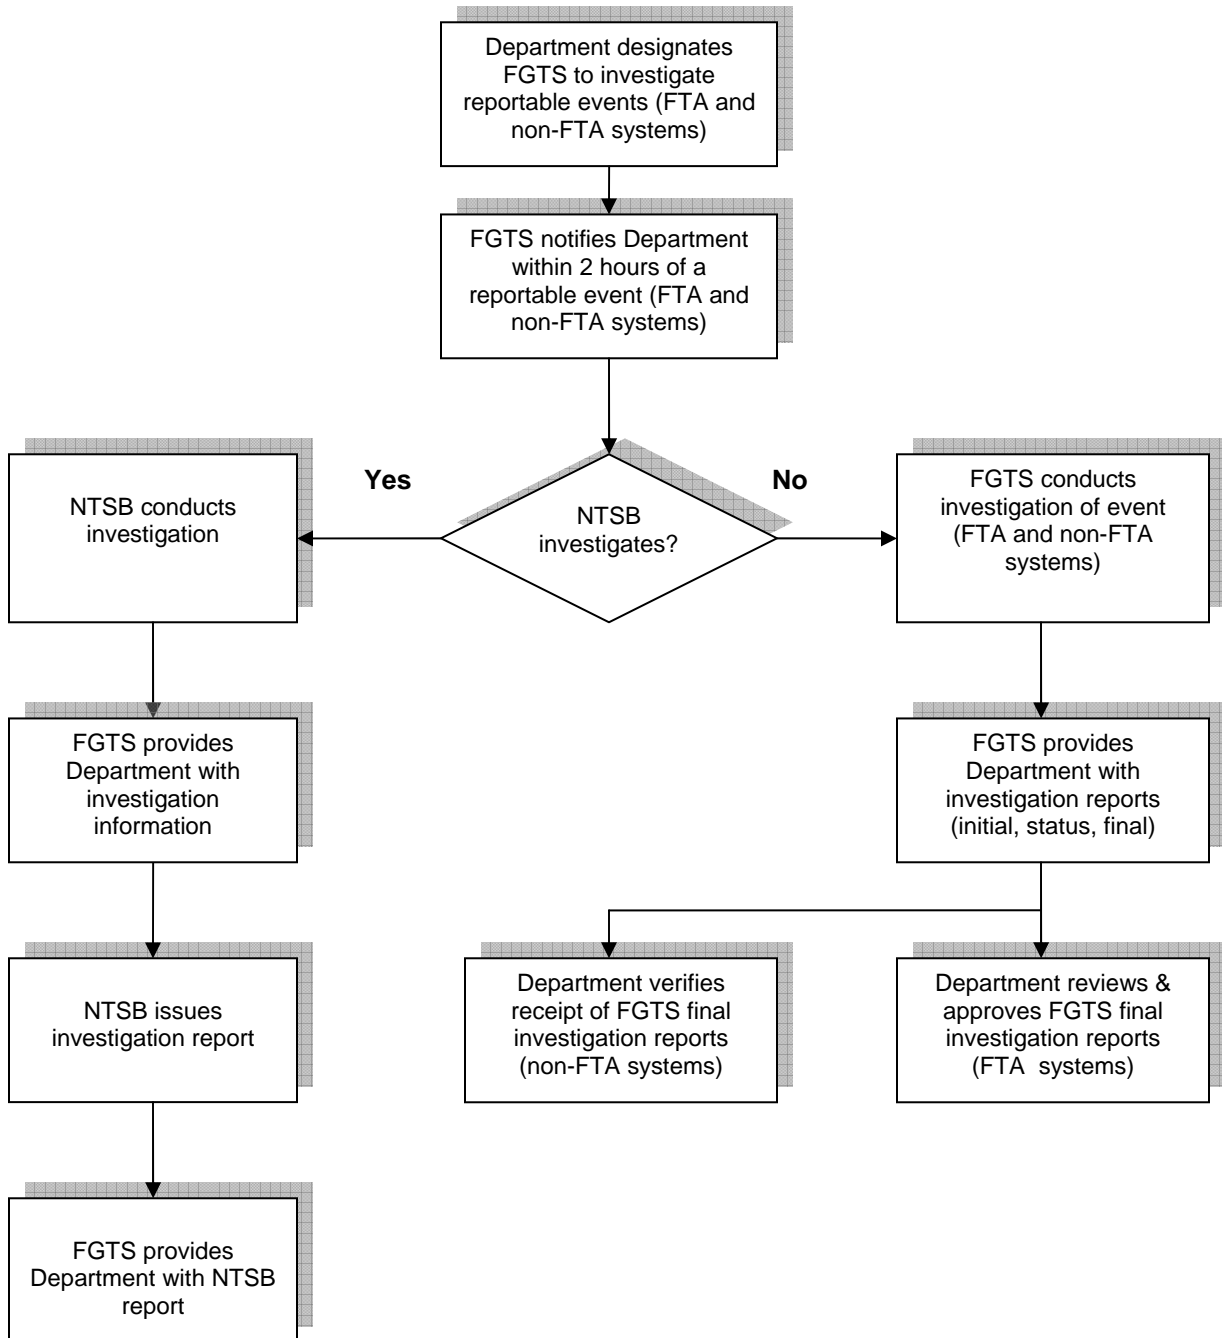 Department designates
FGTS to investigate
reportable events (FTA and
non-FTA systems)
FGTS notifies Department
within 2 hours of a
reportable event (FTA and
non-FTA systems)
Yes
No
NTSB conducts
investigation
NTSB
investigates?
FGTS conducts
investigation of event
(FTA and non-FTA
systems)
FGTS provides
Department with
investigation
information
FGTS provides
Department with
investigation reports
(initial, status, final)
NTSB issues
investigation report
Department verifies
receipt of FGTS final
investigation reports
(non-FTA systems)
Department reviews &
approves FGTS final
investigation reports
(FTA  systems)
FGTS provides
Department with NTSB
report